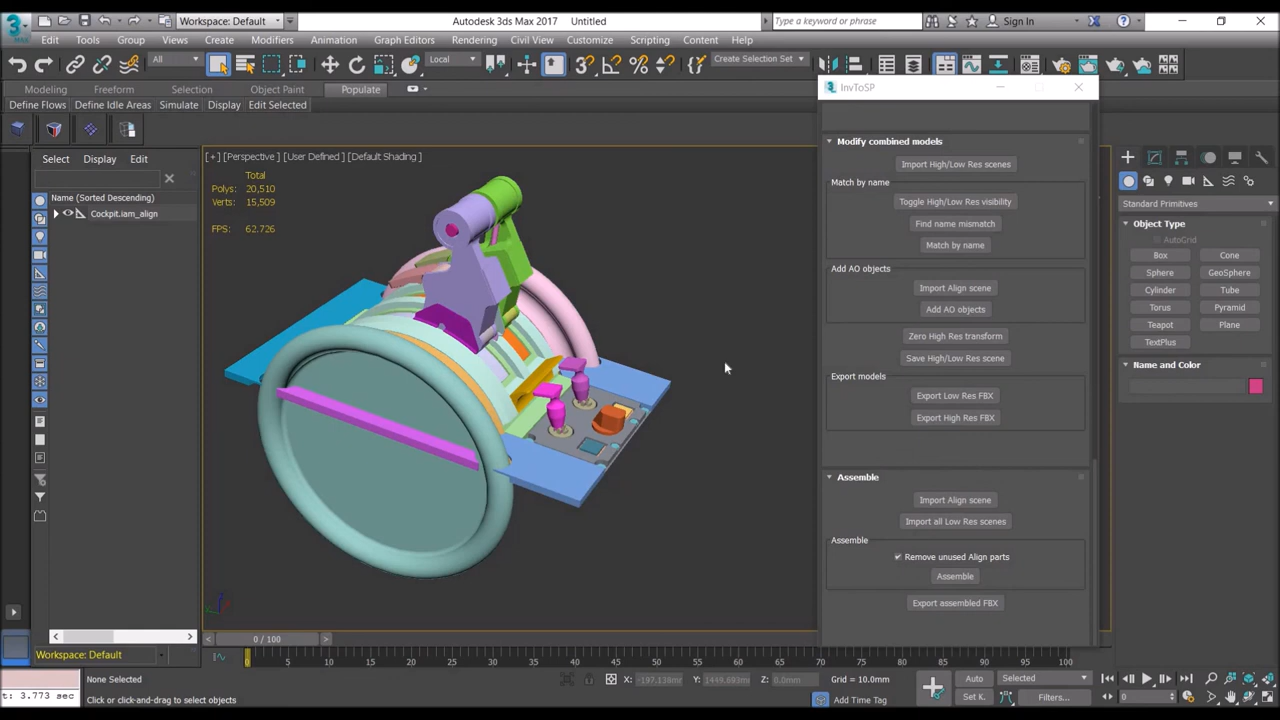 Workspace: Default
Autodesk 3ds Max 2017 Untitled
Type a keyword or phrase
Sign In
MAX
Edit Tools Group Views Create Modifiers Animation Graph Editors Rendering Civil View Customize Scripting Content Help
All
Local
Create Selection Set
Modeling Freeform Selection Object Paint Populate
Define Flows Define Idle Areas Simulate Display Edit Selected
InvToSP
Select Display Edit
Name (Sorted Descending)
Cockpit.iam_align
[+] [Perspective] [User Defined] [Default Shading]
Total
Polys: 20,510
Verts: 15,509
FPS: 62.726
Modify combined models
Import High/Low Res scenes
Match by name
Toggle High/Low Res visibility
Find name mismatch
Match by name
Add AO objects
Import Align scene
Add AO objects
Zero High Res transform
Save High/Low Res scene
Export models
Export Low Res FBX
Export High Res FBX
Assemble
Import Align scene
Import all Low Res scenes
Assemble
Remove unused Align parts
Assemble
Export assembled FBX
Standard Primitives
Object Type
AutoGrid
Box Cone
Sphere GeoSphere
Cylinder Tube
Torus Pyramid
Teapot Plane
TextPlus
Name and Color
0 / 100
Workspace: Default
0 5 10 15 20 25 30 35 40 45 50 55 60 65 70 75 80 85 90 95 100
None Selected
X: -197.138mm Y: 1449.693mm Z: 0.0mm
Grid = 10.0mm
Auto
Selected
t: 3.773 sec
Click or click-and-drag to select objects
Add Time Tag
Set K.
Filters...
0